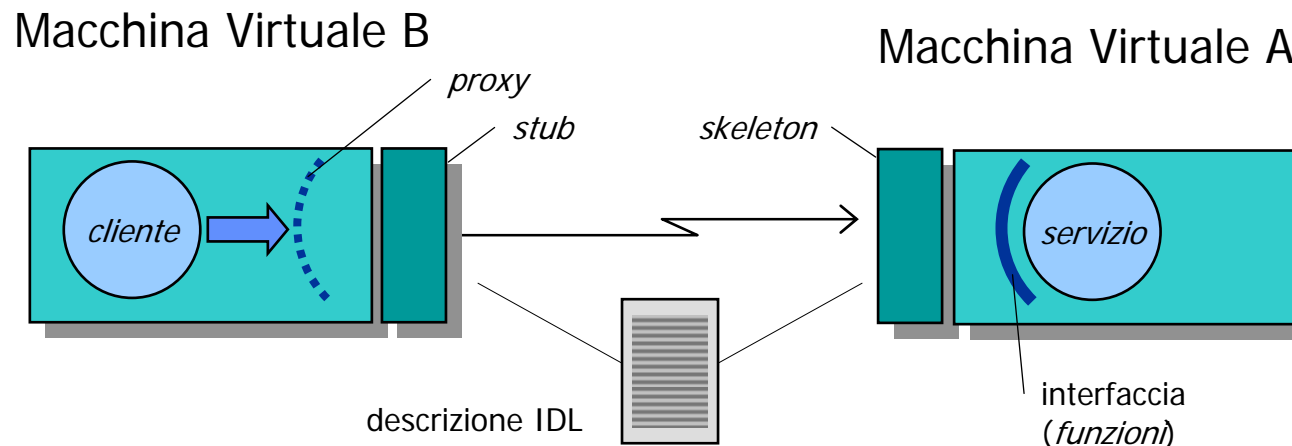 Macchina Virtuale B
Macchina Virtuale A
proxy
stub
skeleton
cliente
servizio
descrizione IDL
interfaccia
(funzioni)